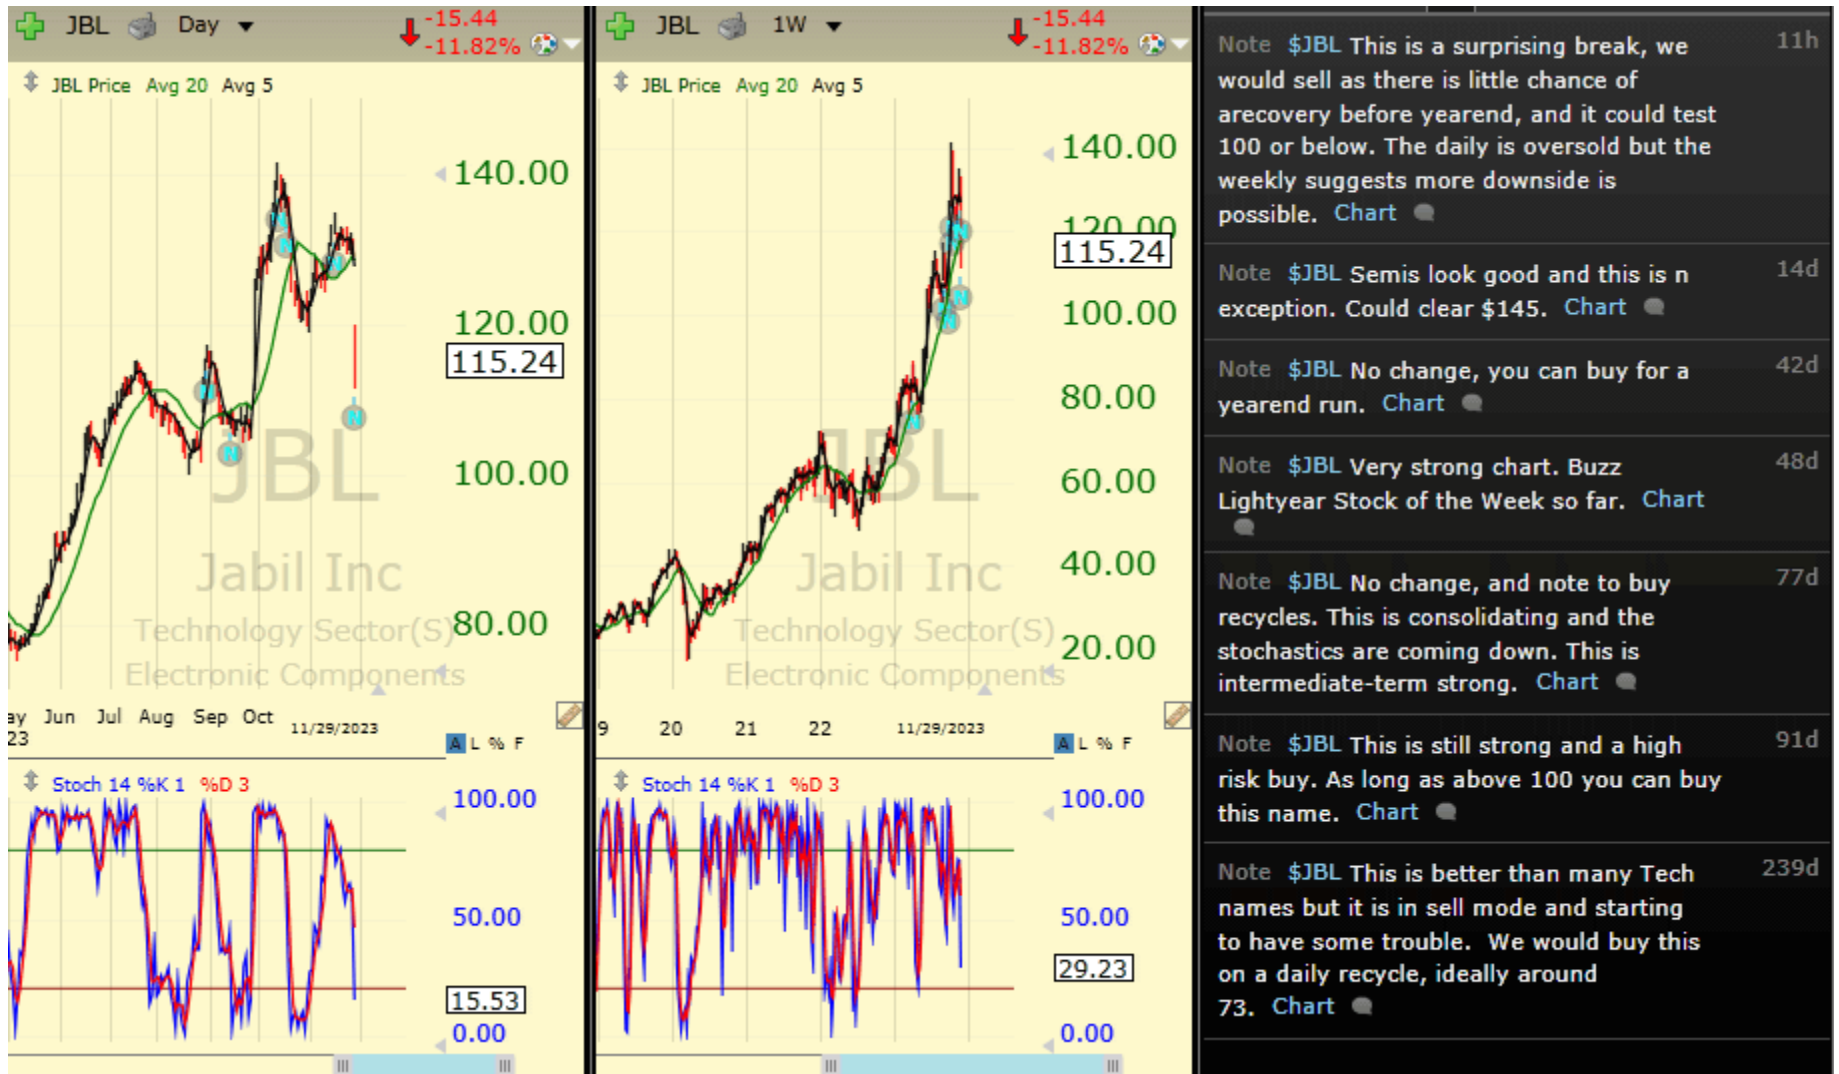 JBL Day
-15.44
-11.82%
JBL Price Avg 20 Avg 5
140.00
120.00
115.24
100.00
80.00
JBL
Jabil Inc
Technology Sector(S)
Electronic Components
ay Jun Jul Aug Sep Oct 11/29/2023
23
A L % F
Stoch 14 %K 1 %D 3
100.00
50.00
15.53
0.00
JBL 1W
-15.44
-11.82%
JBL Price Avg 20 Avg 5
140.00
120.00
115.24
100.00
80.00
60.00
40.00
20.00
JBL
Jabil Inc
Technology Sector(S)
Electronic Components
9 20 21 22 11/29/2023
A L % F
Stoch 14 %K 1 %D 3
100.00
50.00
29.23
0.00
Note $JBL This is a surprising break, we 11h
would sell as there is little chance of
arecovery before yearend, and it could test
100 or below. The daily is oversold but the
weekly suggests more downside is
possible. Chart
Note $JBL Semis look good and this is n 14d
exception. Could clear $145. Chart
Note $JBL No change, you can buy for a 42d
yearend run. Chart
Note $JBL Very strong chart. Buzz 48d
Lightyear Stock of the Week so far. Chart
Note $JBL No change, and note to buy 77d
recycles. This is consolidating and the
stochastics are coming down. This is
intermediate-term strong. Chart
Note $JBL This is still strong and a high 91d
risk buy. As long as above 100 you can buy
this name. Chart
Note $JBL This is better than many Tech 239d
names but it is in sell mode and starting
to have some trouble. We would buy this
on a daily recycle, ideally around
73. Chart